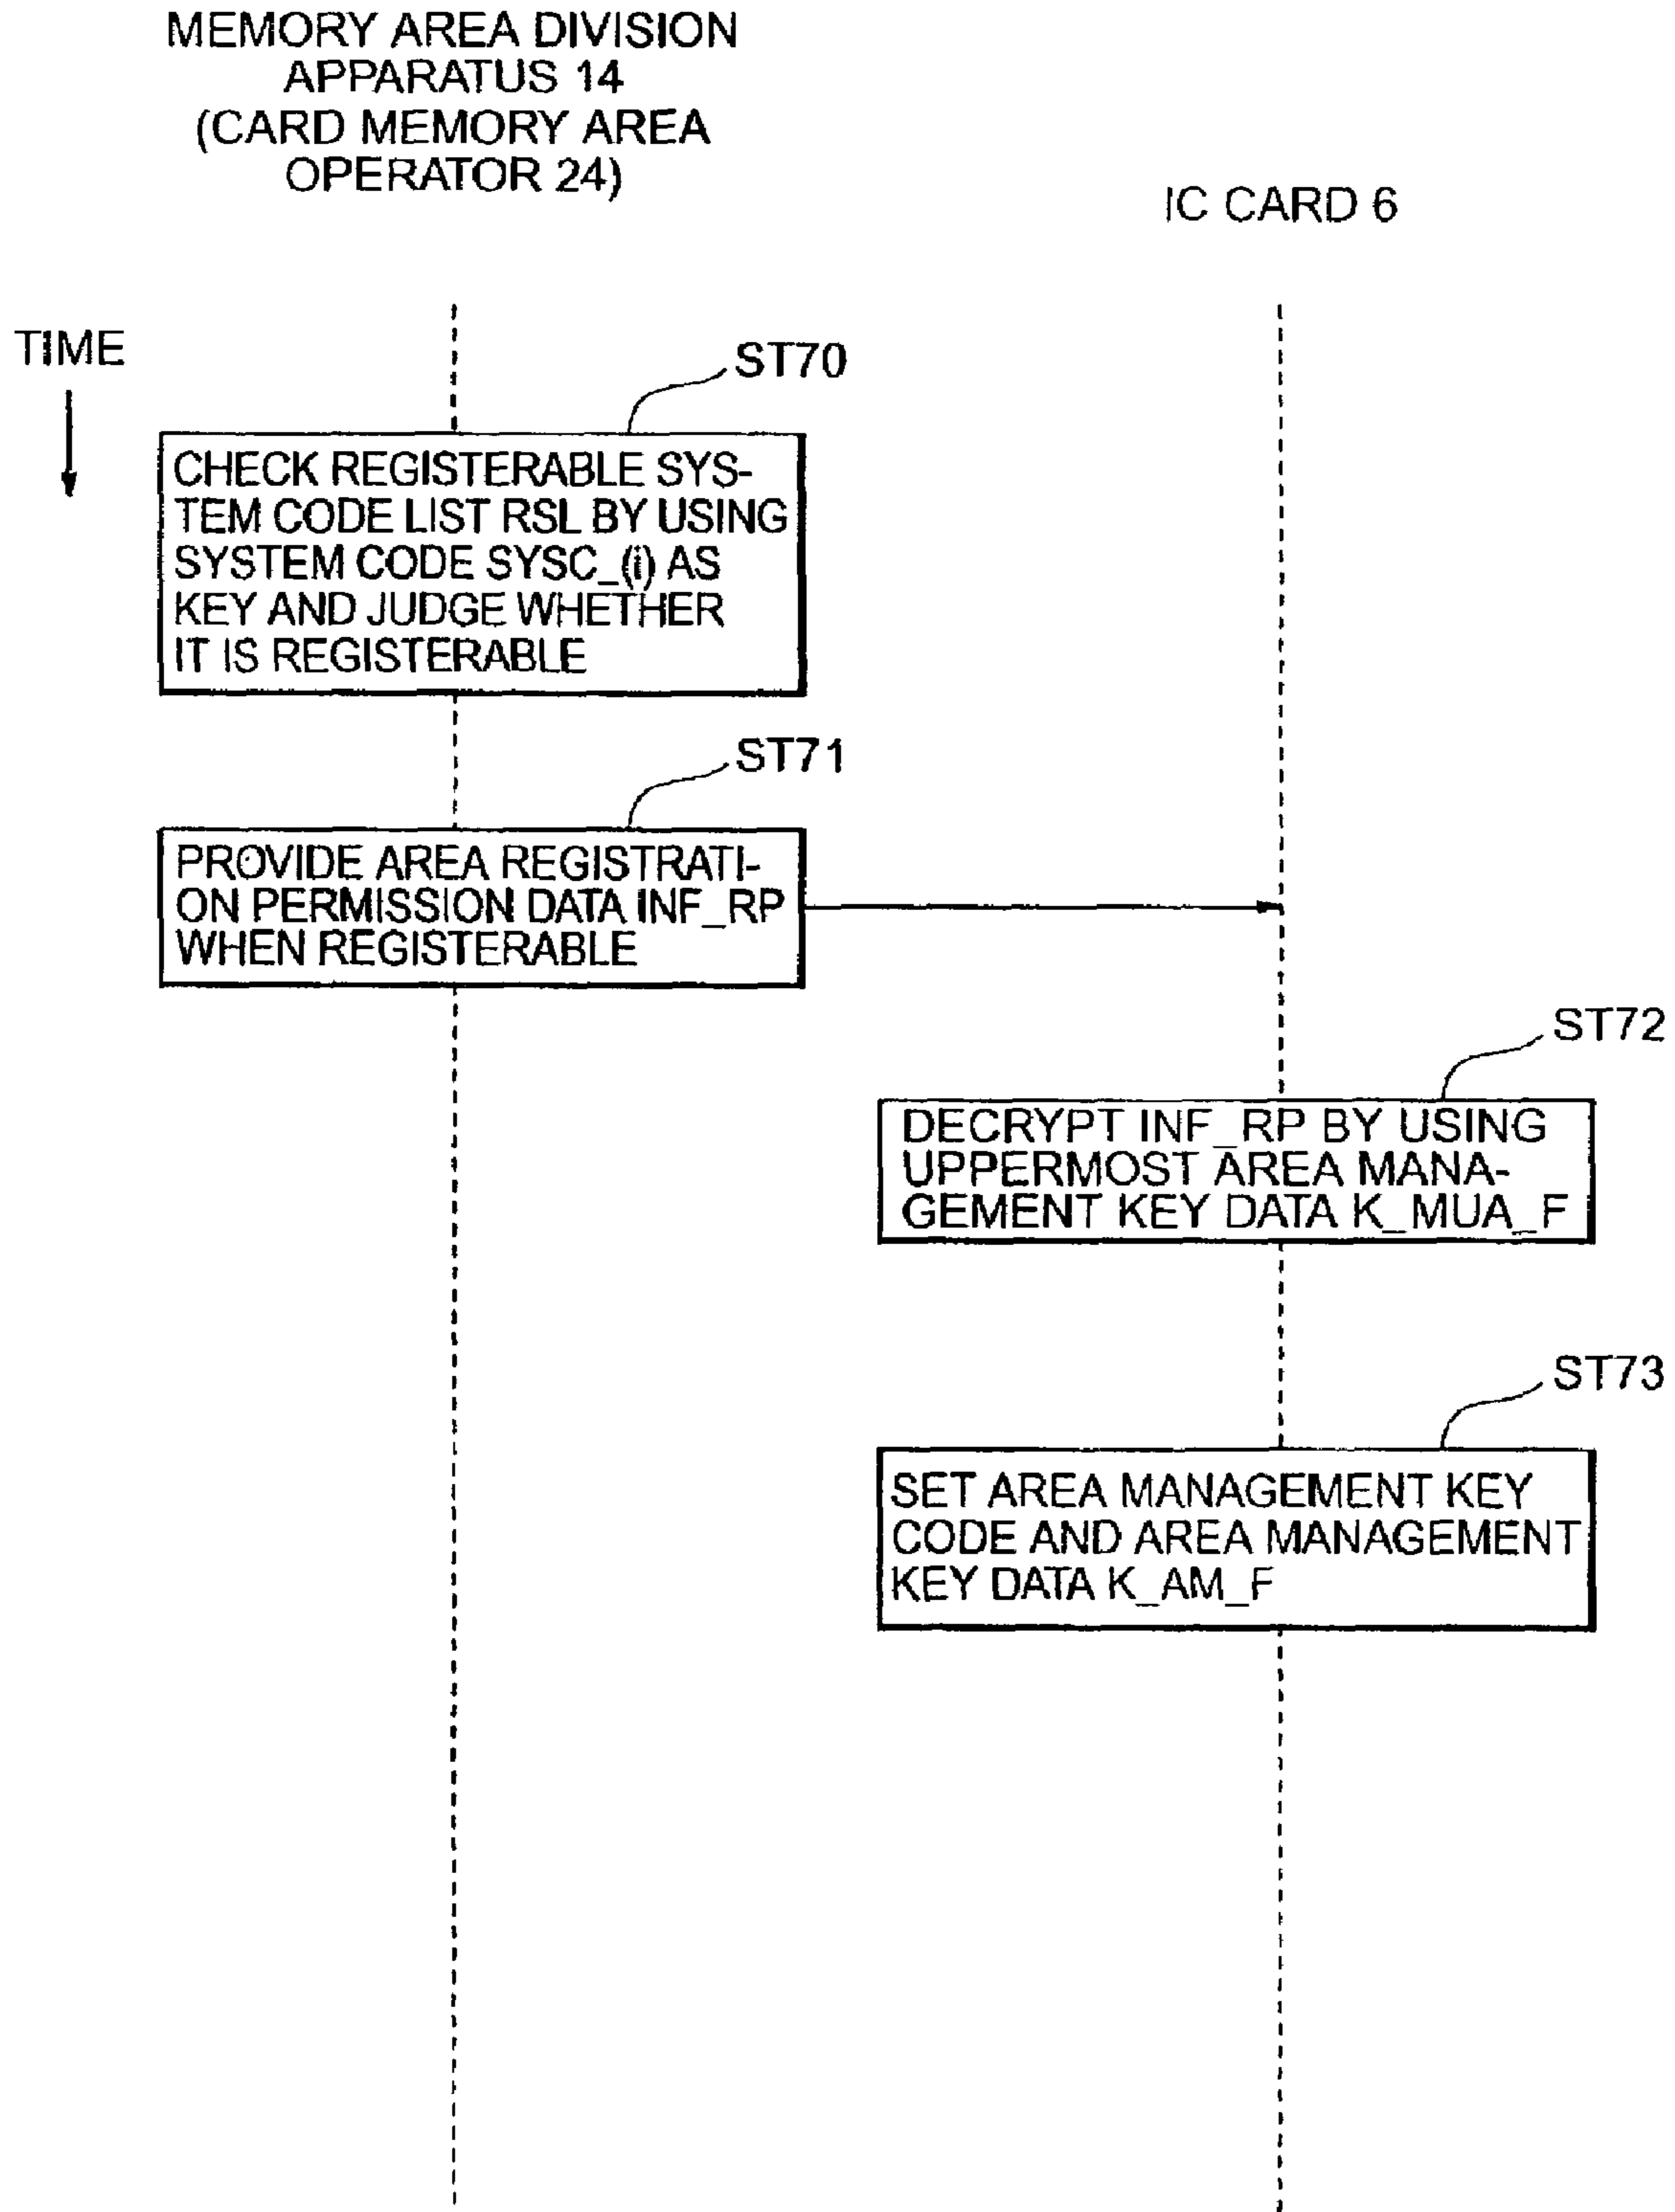 MEMORY AREA DIVISION
APPARATUS 14
(CARD MEMORY AREA
OPERATOR 24)
IC CARD 6
TIME
ST70
CHECK REGISTERABLE SYS-
TEM CODE LIST RSL BY USING
SYSTEM CODE SYSC_(i) AS
KEY AND JUDGE WHETHER
IT IS REGISTERABLE
ST71
PROVIDE AREA REGISTRATI-
ON PERMISSION DATA INF_RP
WHEN REGISTERABLE
ST72
DECRYPT INF_RP BY USING
UPPERMOST AREA MANA-
GEMENT KEY DATA K_MUA_F
ST73
SET AREA MANAGEMENT KEY
CODE AND AREA MANAGEMENT
KEY DATA K_AM_F